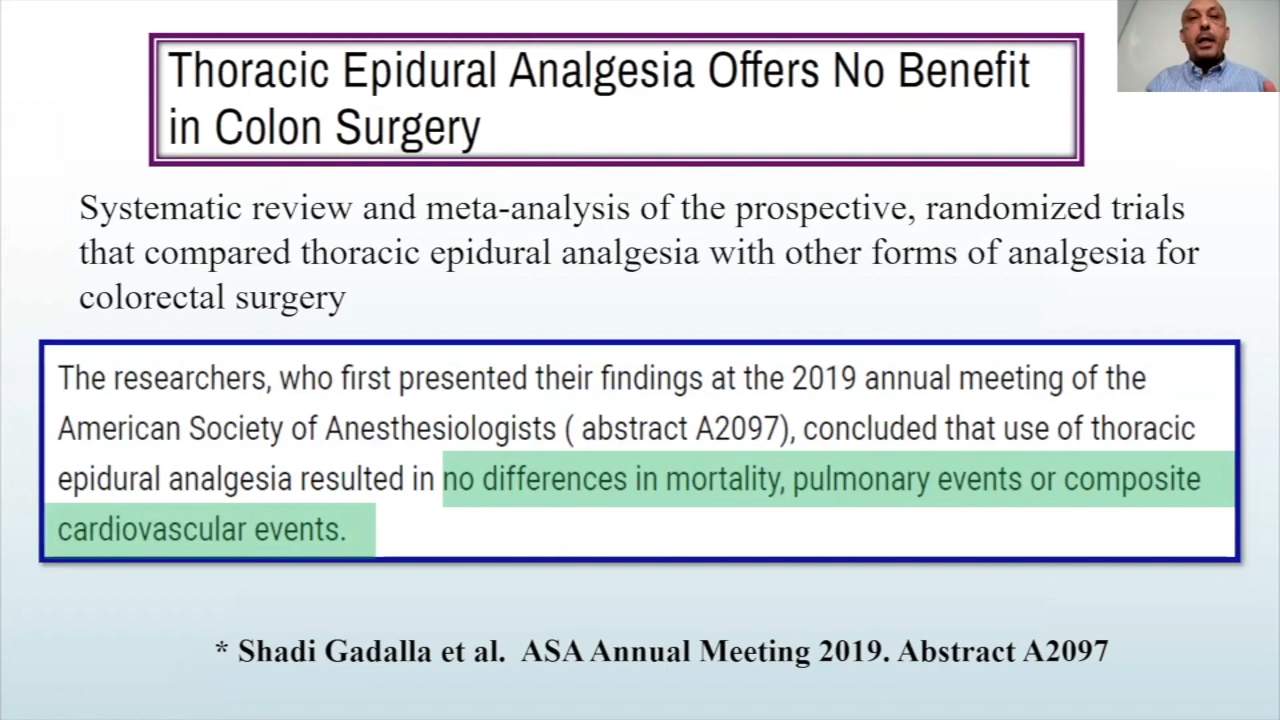 Thoracic Epidural Analgesia Offers No Benefit
in Colon Surgery
Systematic review and meta-analysis of the prospective, randomized trials
that compared thoracic epidural analgesia with other forms of analgesia for
colorectal surgery
The researchers, who first presented their findings at the 2019 annual meeting of the
American Society of Anesthesiologists ( abstract A2097), concluded that use of thoracic
epidural analgesia resulted in no differences in mortality, pulmonary events or composite
cardiovascular events.
* Shadi Gadalla et al. ASA Annual Meeting 2019. Abstract A2097